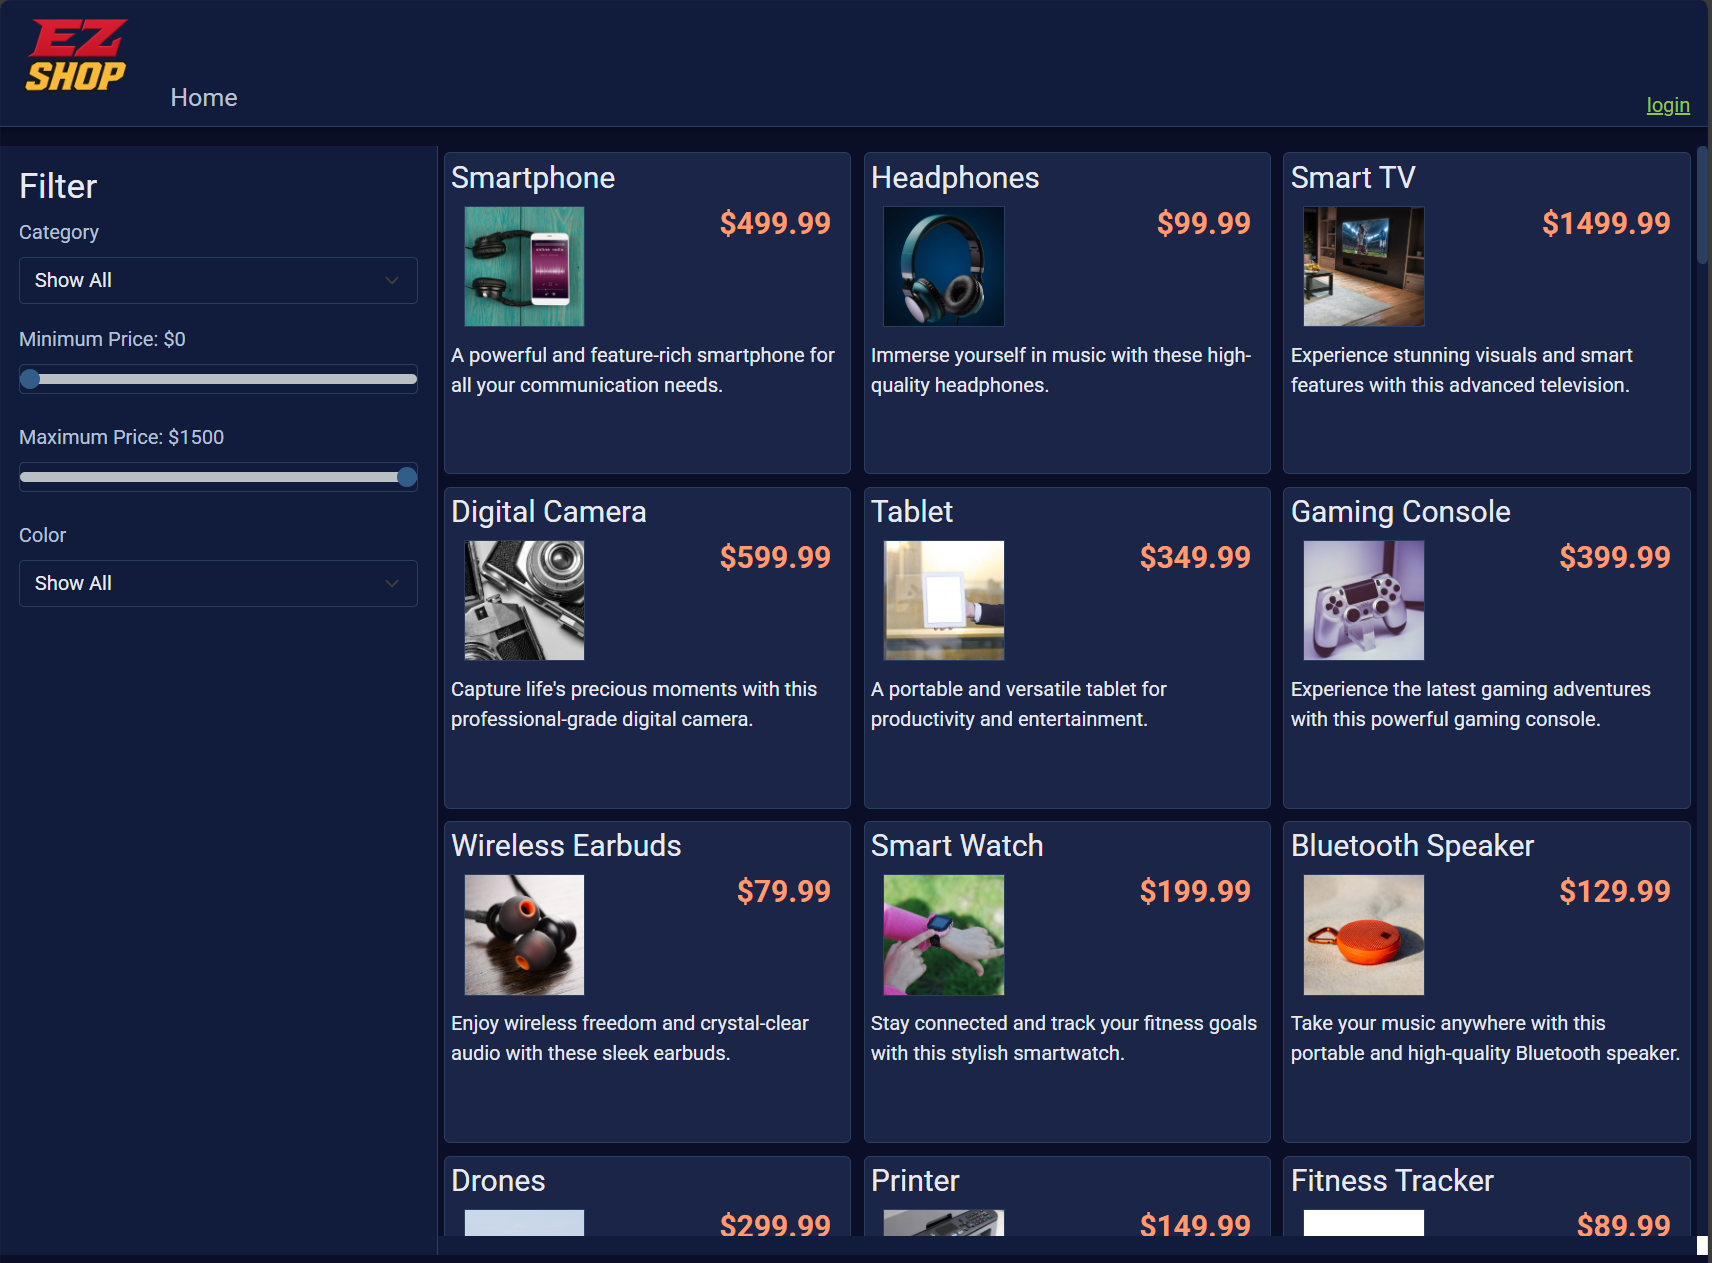 EZ
SHOP
Home
login
Filter
Category
Show All
Minimum Price: $0
Maximum Price: $1500
Color
Show All
Smartphone
$499.99
A powerful and feature-rich smartphone for
all your communication needs.
Headphones
$99.99
Immerse yourself in music with these high-
quality headphones.
Smart TV
$1499.99
Experience stunning visuals and smart
features with this advanced television.
Digital Camera
$599.99
Capture life's precious moments with this
professional-grade digital camera.
Tablet
$349.99
A portable and versatile tablet for
productivity and entertainment.
Gaming Console
$399.99
Experience the latest gaming adventures
with this powerful gaming console.
Wireless Earbuds
$79.99
Enjoy wireless freedom and crystal-clear
audio with these sleek earbuds.
Smart Watch
$199.99
Stay connected and track your fitness goals
with this stylish smartwatch.
Bluetooth Speaker
$129.99
Take your music anywhere with this
portable and high-quality Bluetooth speaker.
Drones
$299.99
Printer
$149.99
Fitness Tracker
$89.99